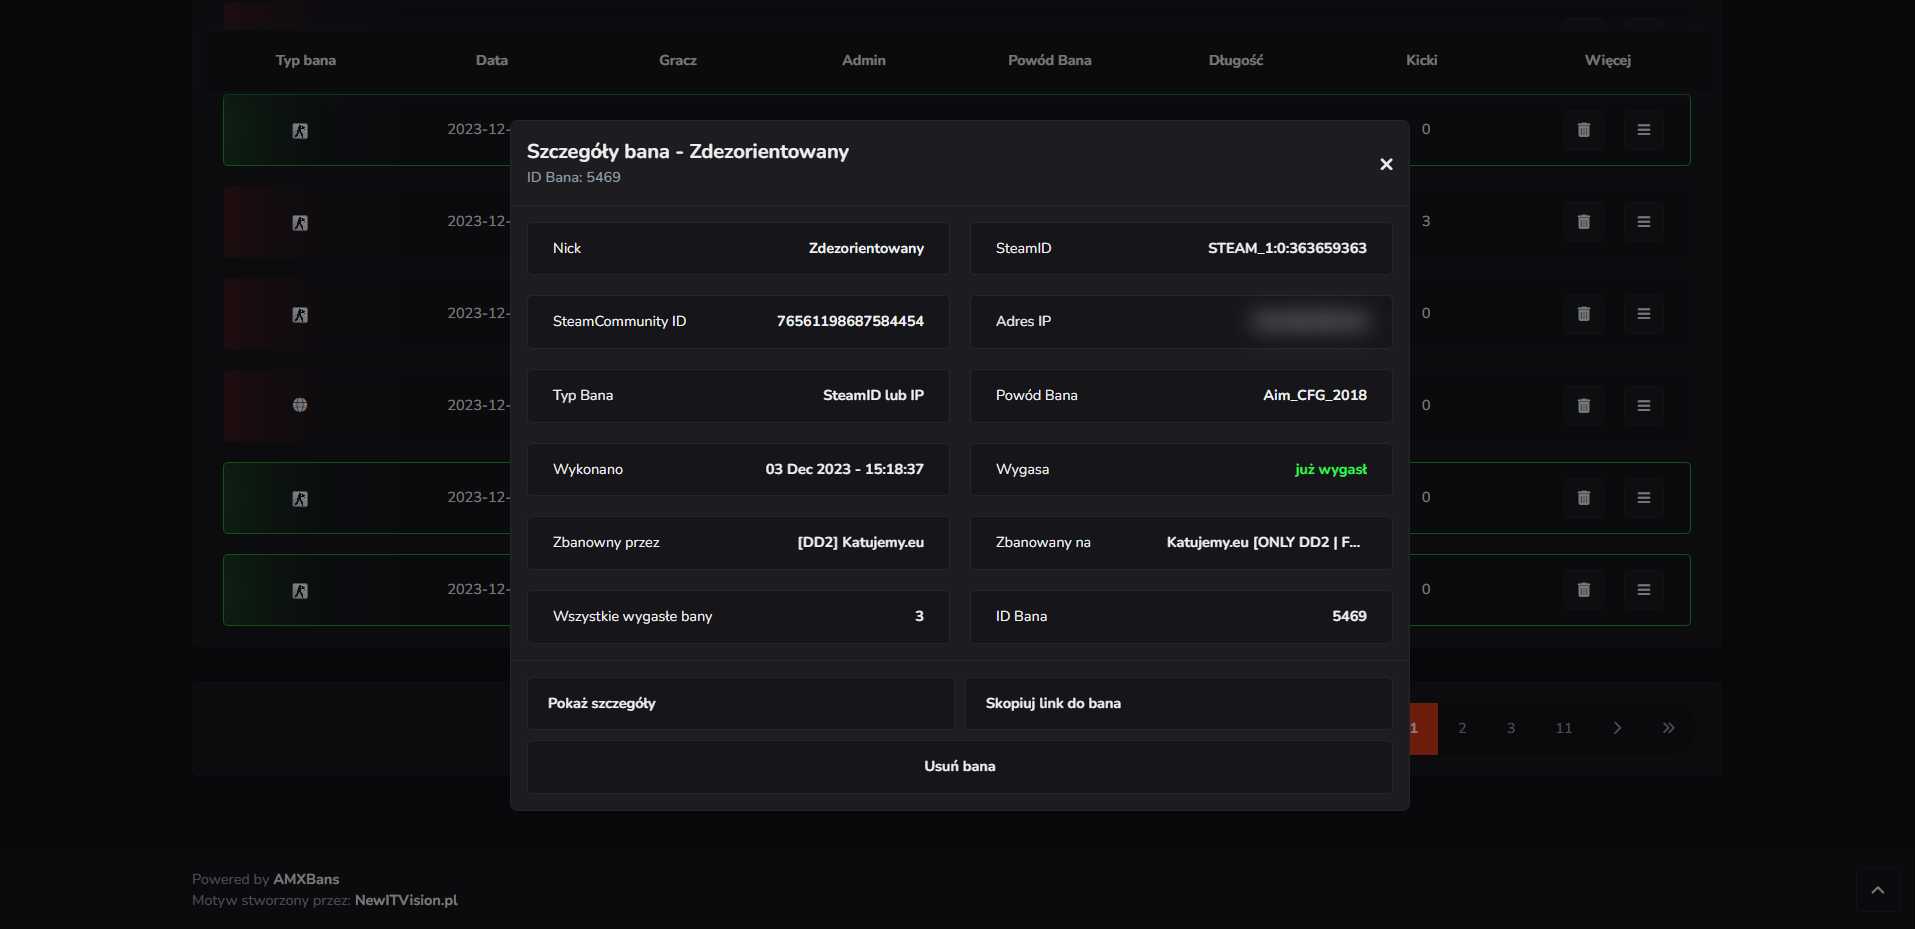 Typ bana Data Gracz Admin Powód Bana Długość Kicki Więcej
2023-12- 0
Szczegóły bana - Zdezorientowany
ID Bana: 5469
2023-12- 3
Nick Zdezorientowany SteamID STEAM_1:0:363659363
2023-12- 0
SteamCommunity ID 76561198687584454 Adres IP
Typ Bana SteamID lub IP Powód Bana Aim_CFG_2018
2023-12- 0
Wykonano 03 Dec 2023 - 15:18:37 Wygasa już wygasł
2023-12- 0
Zbanowny przez [DD2] Katujemy.eu Zbanowany na Katujemy.eu [ONLY DD2 | F...
2023-12- 0
Wszystkie wygasłe bany 3 ID Bana 5469
Pokaż szczegóły Skopiuj link do bana
1 2 3 11
Usuń bana
Powered by AMXBans
Motyw stworzony przez: NewITVision.pl